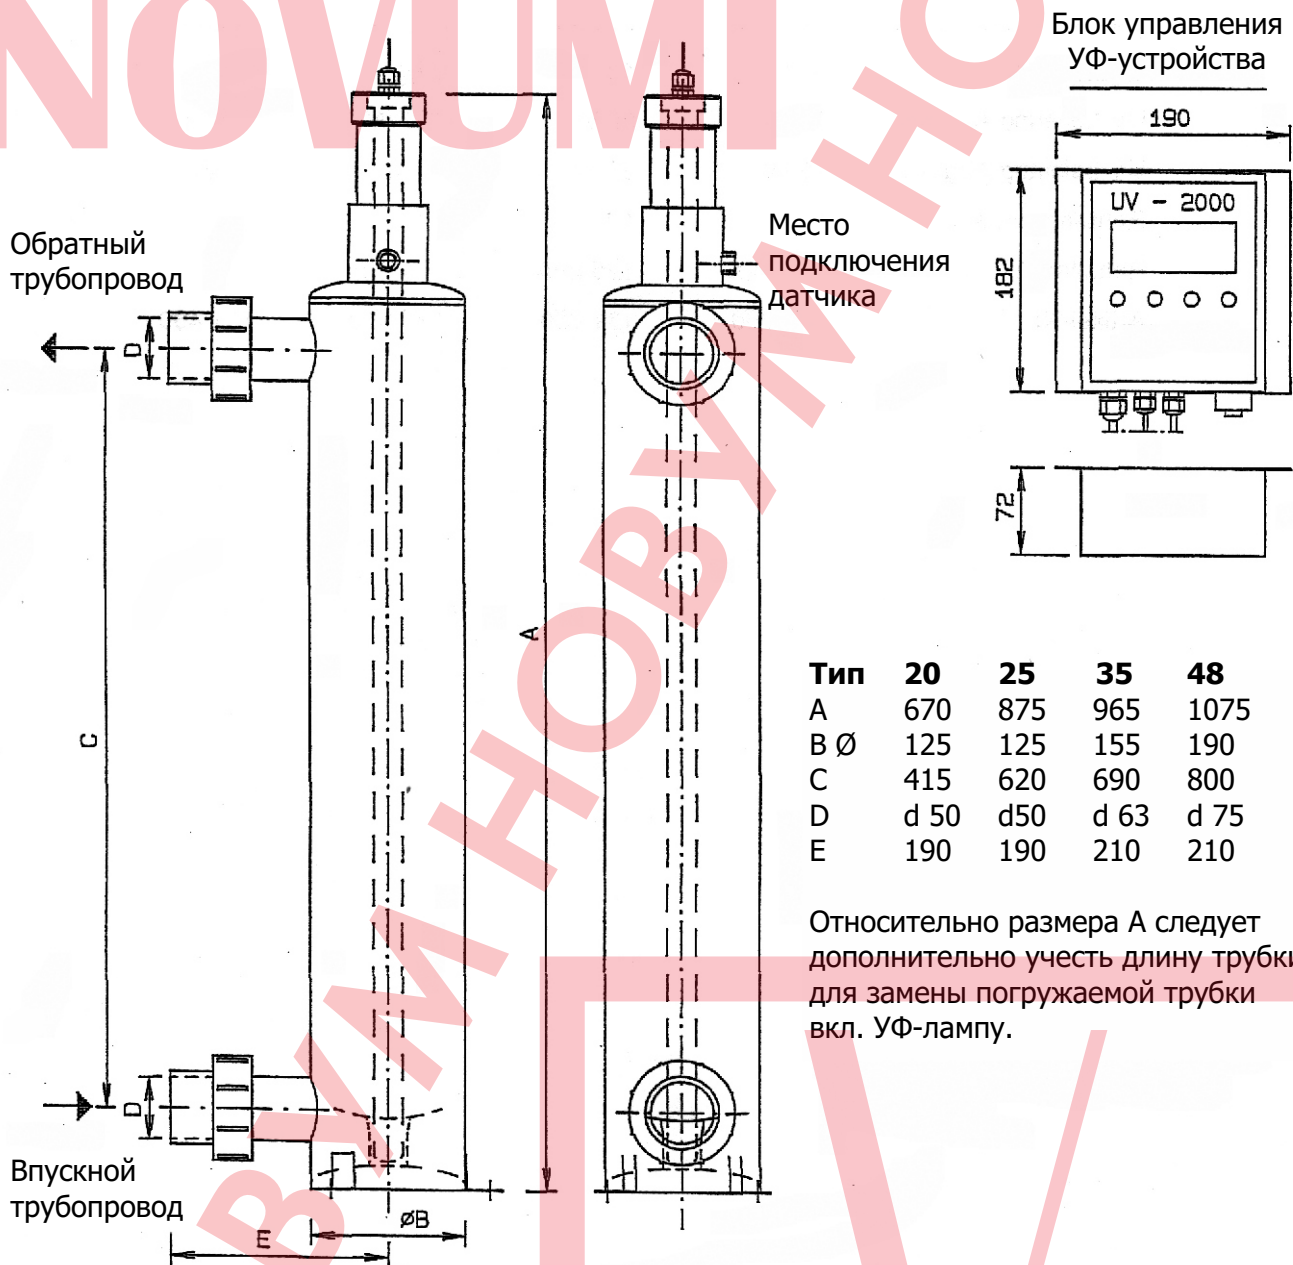 NOVUM
НОВУМ НО
ВУМ
Блок управления
УФ-устройства
190
UV - 2000
182
72
Обратный
трубопровод
Место
подключения
датчика
D
A
C
D
Впускной
трубопровод
E
øB
Тип 20 25 35 48
A 670 875 965 1075
B Ø 125 125 155 190
C 415 620 690 800
D d 50 d50 d 63 d 75
E 190 190 210 210
Относительно размера А следует
дополнительно учесть длину трубки
для замены погружаемой трубки
вкл. УФ-лампу.